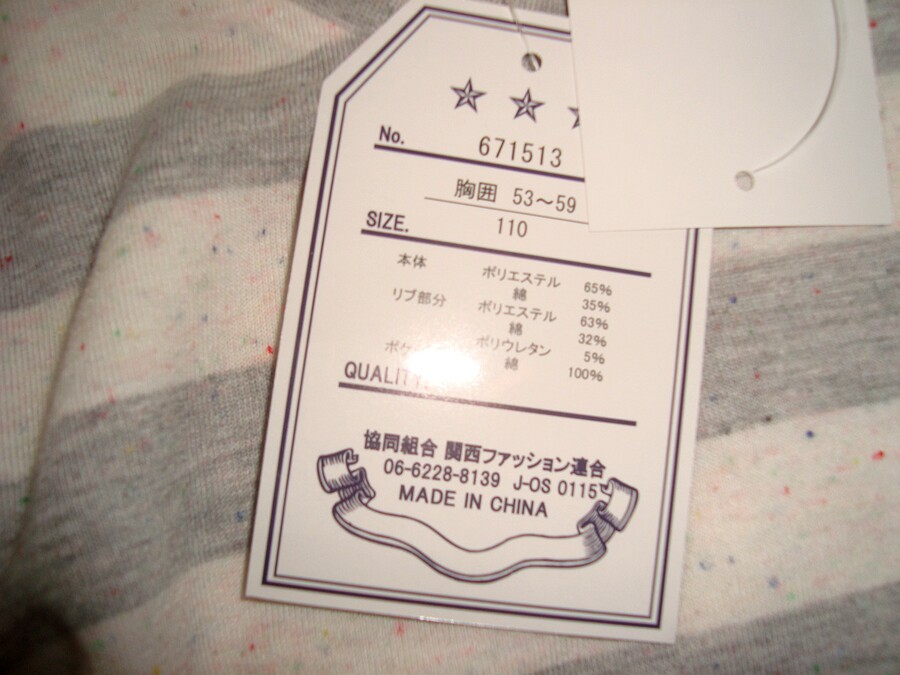 No. 671513
胸囲 53～59
SIZE. 110
本体 ポリエステル 65%
綿 35%
リブ部分 ポリエステル 63%
綿 32%
ポリウレタン 5%
綿 100%
QUALITY.
協同組合 関西ファッション連合
06-6228-8139 J-OS 0115
MADE IN CHINA